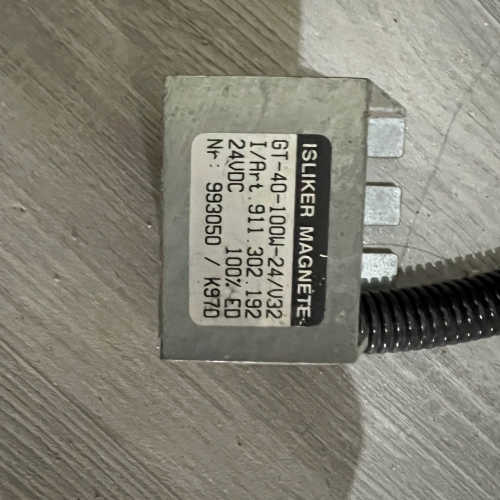 ISLIKER MAGNETE
GT-40-100W-24/V32
I/Art.911.302.192
24VDC 100% ED
Nr: 993050 / K970